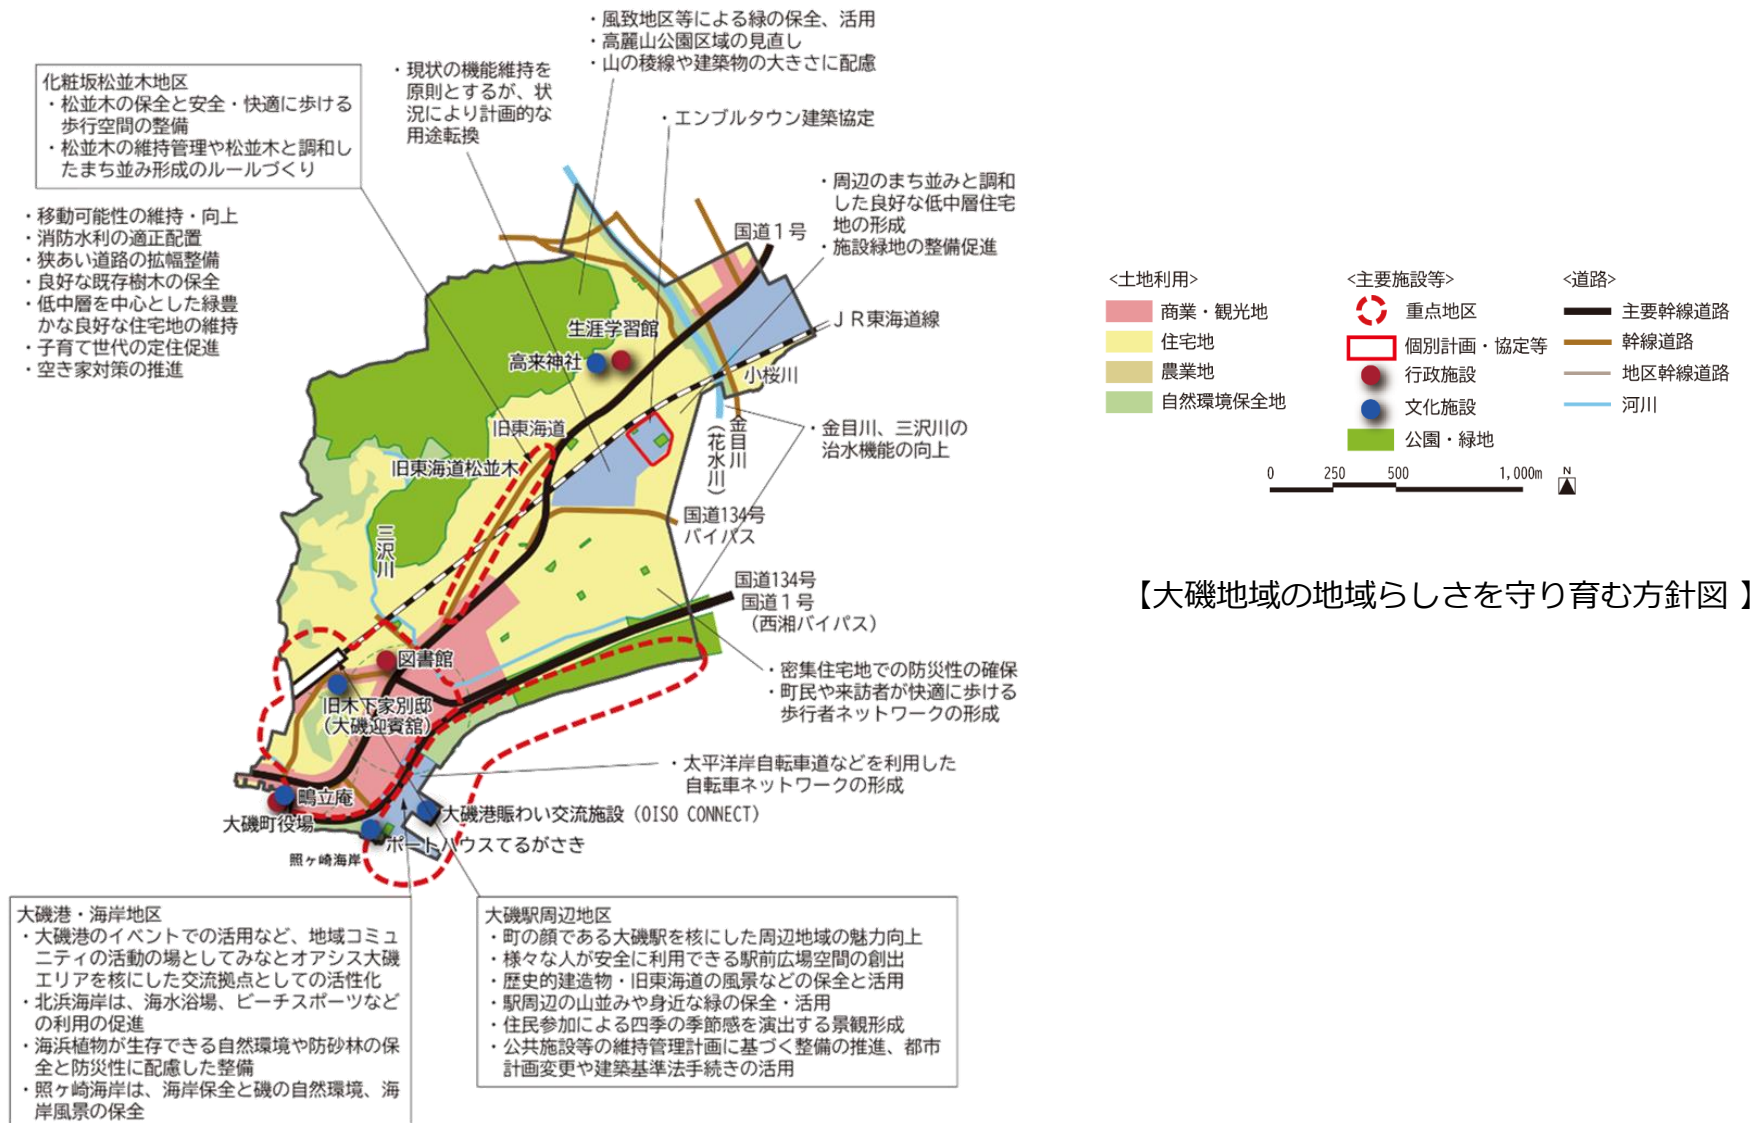 ・風致地区等による緑の保全、活用
・高麗山公園区域の見直し
・山の稜線や建築物の大きさに配慮
化粧坂松並木地区
・松並木の保全と安全・快適に歩ける
歩行空間の整備
・松並木の維持管理や松並木と調和し
たまち並み形成のルールづくり
・現状の機能維持を
原則とするが、状
況により計画的な
用途転換
・エンブルタウン建築協定
・周辺のまち並みと調和
した良好な低中層住宅
地の形成
・施設緑地の整備促進
・移動可能性の維持・向上
・消防水利の適正配置
・狭あい道路の拡幅整備
・良好な既存樹木の保全
・低中層を中心とした緑豊
かな良好な住宅地の維持
・子育て世代の定住促進
・空き家対策の推進
国道1号
JR東海道線
生涯学習館
高来神社
小桜川
旧東海道
旧東海道松並木
金目川
(花水川)
・金目川、三沢川の
治水機能の向上
三沢川
国道134号
バイパス
国道134号
国道1号
(西湘バイパス)
図書館
旧木下家別邸
(大磯迎賓舘)
・密集住宅地での防災性の確保
・町民や来訪者が快適に歩ける
歩行者ネットワークの形成
・太平洋岸自転車道などを利用した
自転車ネットワークの形成
鴫立庵
大磯町役場
大磯港賑わい交流施設(OISO CONNECT)
ポートハウスてるがさき
照ヶ崎海岸
大磯港・海岸地区
・大磯港のイベントでの活用など、地域コミュ
ニティの活動の場としてみなとオアシス大磯
エリアを核にした交流拠点としての活性化
・北浜海岸は、海水浴場、ビーチスポーツなど
の利用の促進
・海浜植物が生存できる自然環境や防砂林の保
全と防災性に配慮した整備
・照ヶ崎海岸は、海岸保全と磯の自然環境、海
岸風景の保全
大磯駅周辺地区
・町の顔である大磯駅を核にした周辺地域の魅力向上
・様々な人が安全に利用できる駅前広場空間の創出
・歴史的建造物・旧東海道の風景などの保全と活用
・駅周辺の山並みや身近な緑の保全・活用
・住民参加による四季の季節感を演出する景観形成
・公共施設等の維持管理計画に基づく整備の推進、都市
計画変更や建築基準法手続きの活用
<土地利用>
商業・観光地
住宅地
農業地
自然環境保全地
<主要施設等>
重点地区
個別計画・協定等
行政施設
文化施設
公園・緑地
<道路>
主要幹線道路
幹線道路
地区幹線道路
河川
0 250 500 1,000m N
【大磯地域の地域らしさを守り育む方針図 】